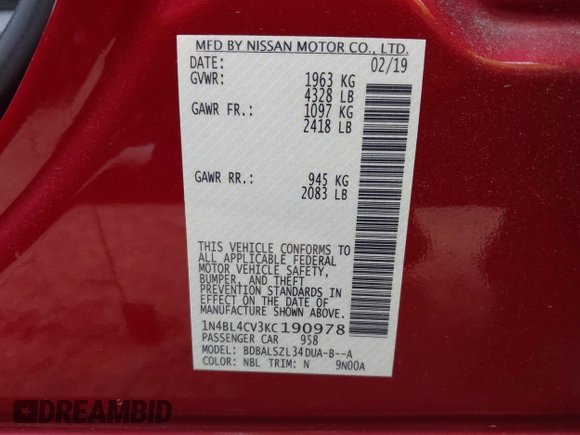 MFD BY NISSAN MOTOR CO., LTD.
DATE: 02/19
GVWR: 1963 KG
4328 LB
GAWR FR.: 1097 KG
2418 LB
GAWR RR.: 945 KG
2083 LB
THIS VEHICLE CONFORMS TO
ALL APPLICABLE FEDERAL
MOTOR VEHICLE SAFETY,
BUMPER, AND THEFT
PREVENTION STANDARDS IN
EFFECT ON THE DATE OF
MANUFACTURE SHOWN ABOVE.
1N4BL4CV3KC190978
PASSENGER CAR 958
MODEL: BDBALSZL34DUA-B--A
COLOR: NBL TRIM: N 9N00A
DREAMBID